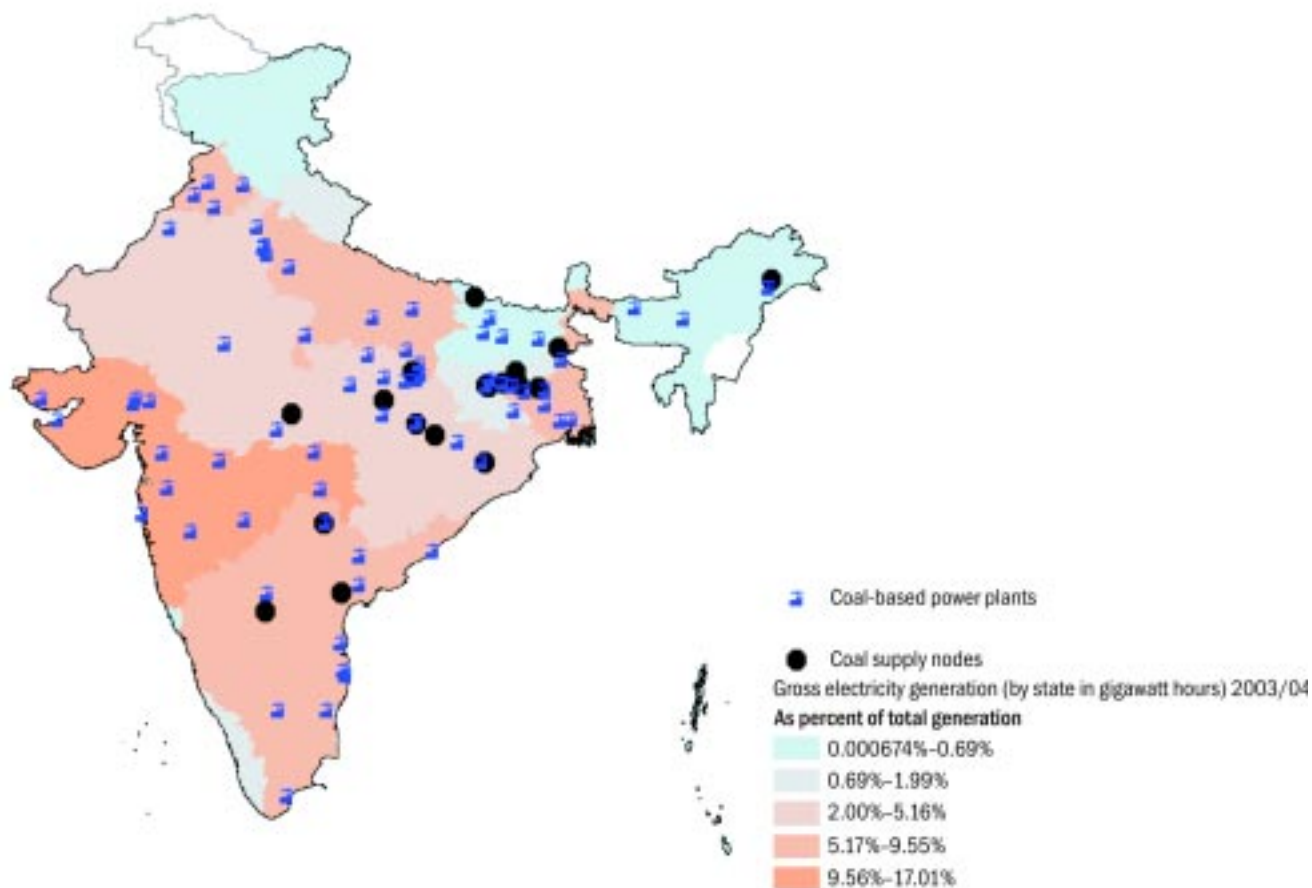 Coal-based power plants
Coal supply nodes
Gross electricity generation (by state in gigawatt hours) 2003/04
As percent of total generation
0.000674%–0.69%
0.69%–1.99%
2.00%–5.16%
5.17%–9.55%
9.56%–17.01%